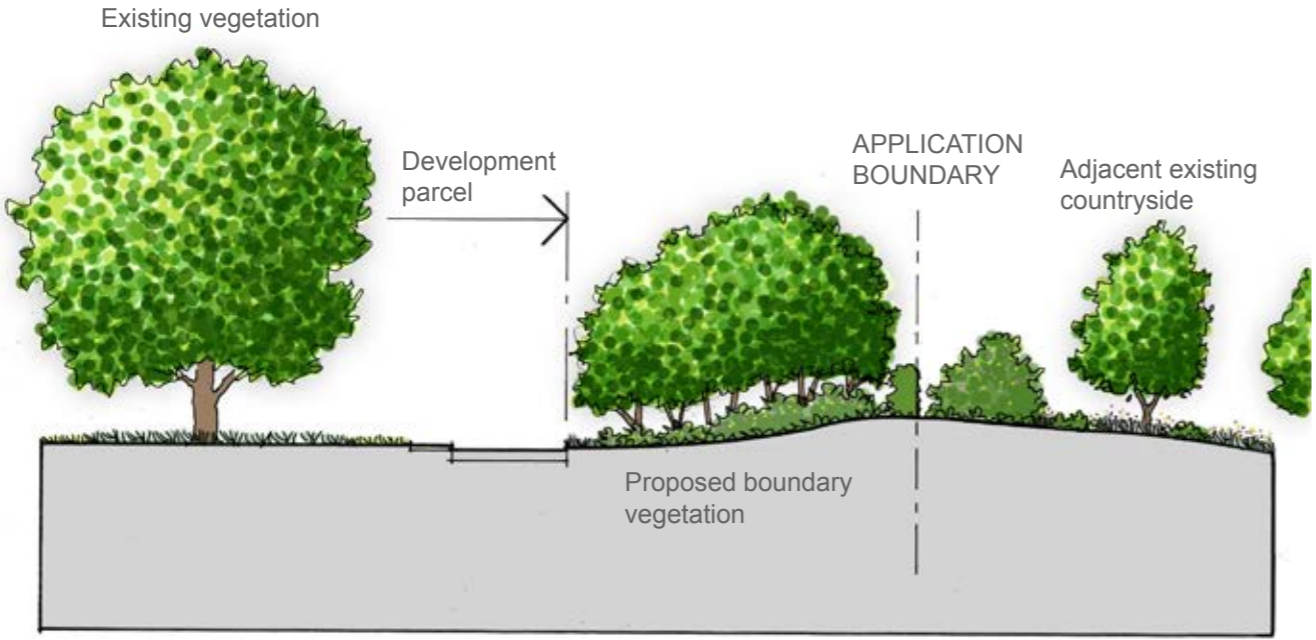 Existing vegetation
Development
parcel
APPLICATION
BOUNDARY
Adjacent existing
countryside
Proposed boundary
vegetation